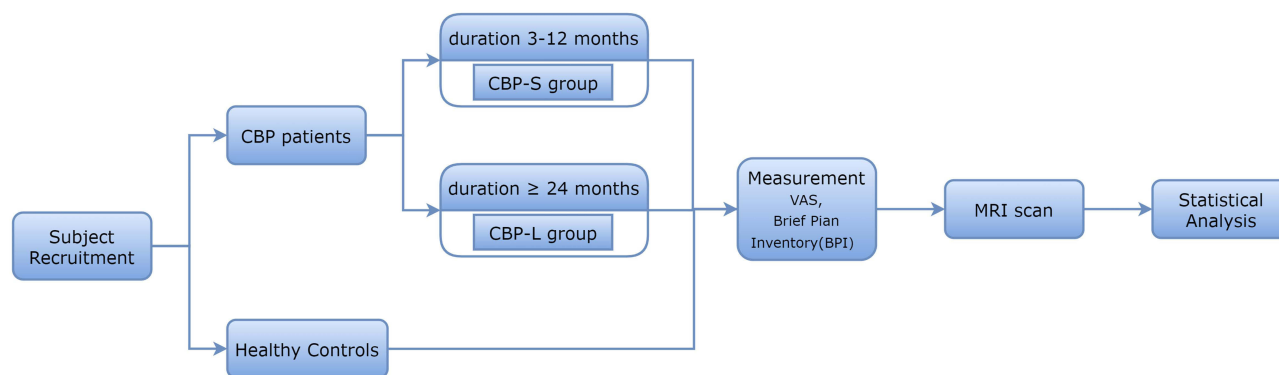 Subject
Recruitment
CBP patients
duration 3-12 months
CBP-S group
duration ≥ 24 months
CBP-L group
Healthy Controls
Measurement
VAS,
Brief Pian
Inventory(BPI)
MRI scan
Statistical
Analysis